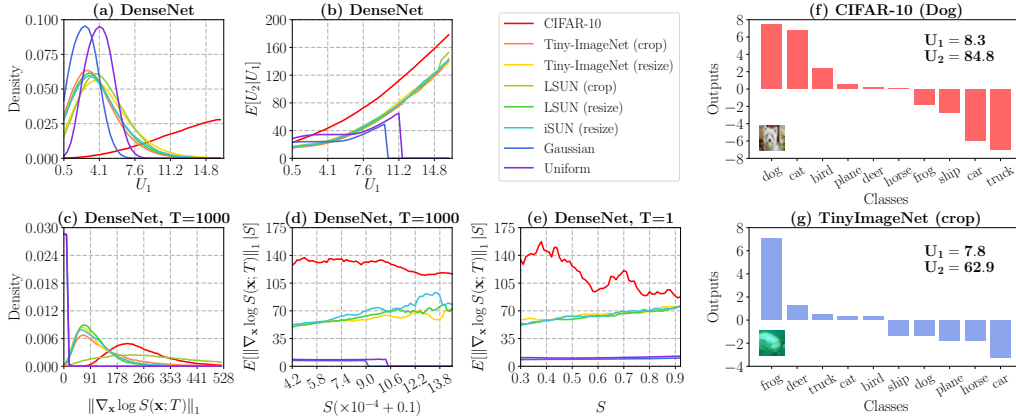 (a) DenseNet
0.100
0.075
0.050
0.025
0.000
Density
0.5 4.1 7.6 11.2 14.8
U₁
(b) DenseNet
200
160
120
80
40
0
E[U₂|U₁]
0.5 4.1 7.6 11.2 14.8
U₁
CIFAR-10
Tiny-ImageNet (crop)
Tiny-ImageNet (resize)
LSUN (crop)
LSUN (resize)
iSUN (resize)
Gaussian
Uniform
(f) CIFAR-10 (Dog)
U₁ = 8.3
U₂ = 84.8
8
6
4
2
0
−2
−4
−6
−8
Outputs
dog cat bird plane deer horse frog ship car truck
Classes
(c) DenseNet, T=1000
0.030
0.024
0.018
0.012
0.006
0.000
Density
0 91 178 266 353 441 528
‖∇ₓ log S(x; T)‖₁
(d) DenseNet, T=1000
175
140
105
70
35
0
E[‖∇ₓ log S(x; T)‖₁ |S]
4.2 5.8 7.4 9.0 10.6 12.2 13.8
S(×10⁻⁴ + 0.1)
(e) DenseNet, T=1
175
140
105
70
35
0
E[‖∇ₓ log S(x; T)‖₁ |S]
0.3 0.4 0.5 0.6 0.7 0.8 0.9
S
(g) TinyImageNet (crop)
U₁ = 7.8
U₂ = 62.9
8
6
4
2
0
−2
−4
Outputs
frog deer truck cat bird ship dog plane horse car
Classes